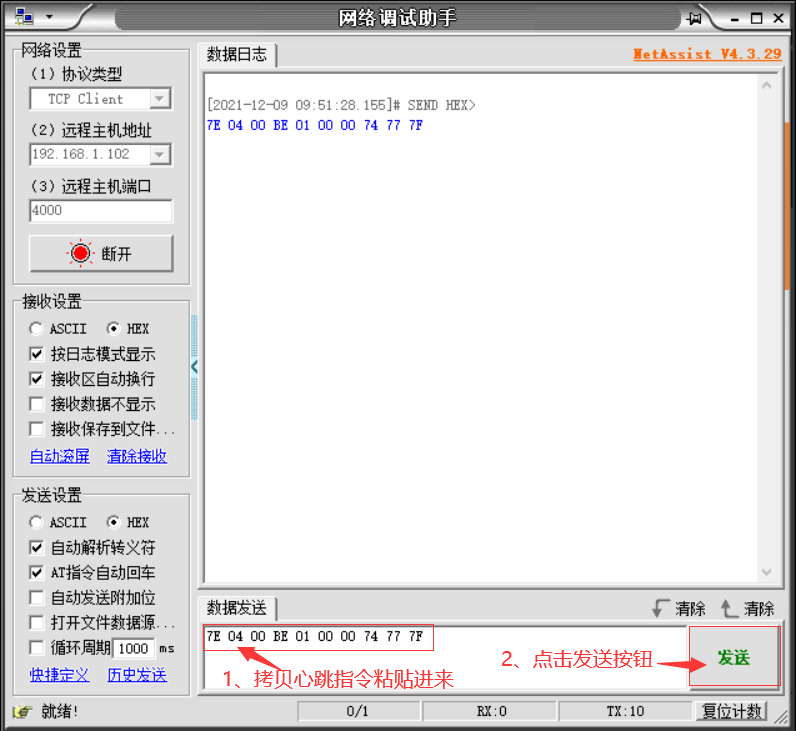 网络调试助手
网络设置
(1) 协议类型
TCP Client
(2) 远程主机地址
192.168.1.102
(3) 远程主机端口
4000
断开
接收设置
ASCII HEX
按日志模式显示
接收区自动换行
接收数据不显示
接收保存到文件...
自动滚屏 清除接收
发送设置
ASCII HEX
自动解析转义符
AT指令自动回车
自动发送附加位
打开文件数据源...
循环周期 1000 ms
快捷定义 历史发送
数据日志
NetAssist V4.3.29
[2021-12-09 09:51:28.155]# SEND HEX>
7E 04 00 BE 01 00 00 74 77 7F
数据发送
清除 清除
7E 04 00 BE 01 00 00 74 77 7F
1、拷贝心跳指令粘贴进来
2、点击发送按钮
发送
就绪!
0/1
RX:0
TX:10
复位计数